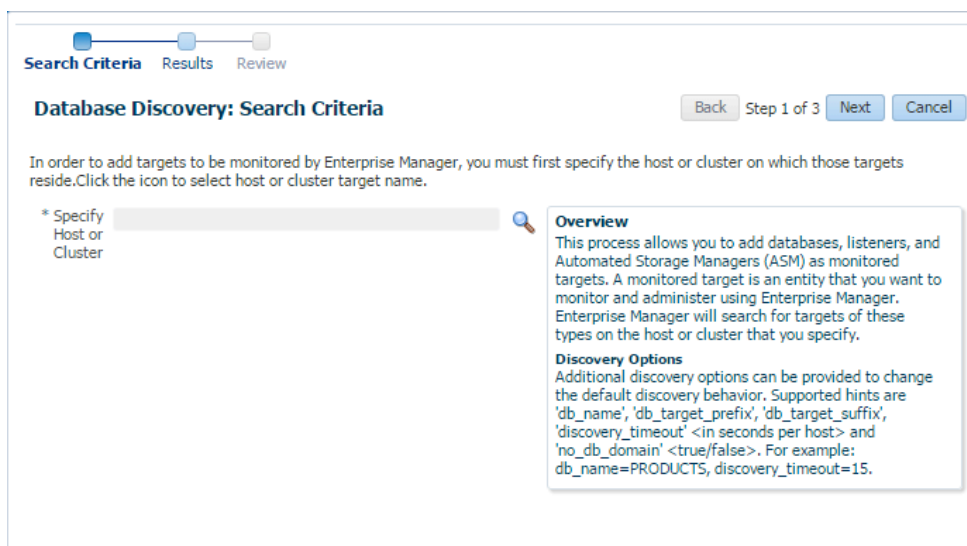 Search Criteria Results Review
Database Discovery: Search Criteria
Back Step 1 of 3 Next Cancel
In order to add targets to be monitored by Enterprise Manager, you must first specify the host or cluster on which those targets
reside.Click the icon to select host or cluster target name.
* Specify
Host or
Cluster
Overview
This process allows you to add databases, listeners, and
Automated Storage Managers (ASM) as monitored
targets. A monitored target is an entity that you want to
monitor and administer using Enterprise Manager.
Enterprise Manager will search for targets of these
types on the host or cluster that you specify.
Discovery Options
Additional discovery options can be provided to change
the default discovery behavior. Supported hints are
'db_name', 'db_target_prefix', 'db_target_suffix',
'discovery_timeout' <in seconds per host> and
'no_db_domain' <true/false>. For example:
db_name=PRODUCTS, discovery_timeout=15.